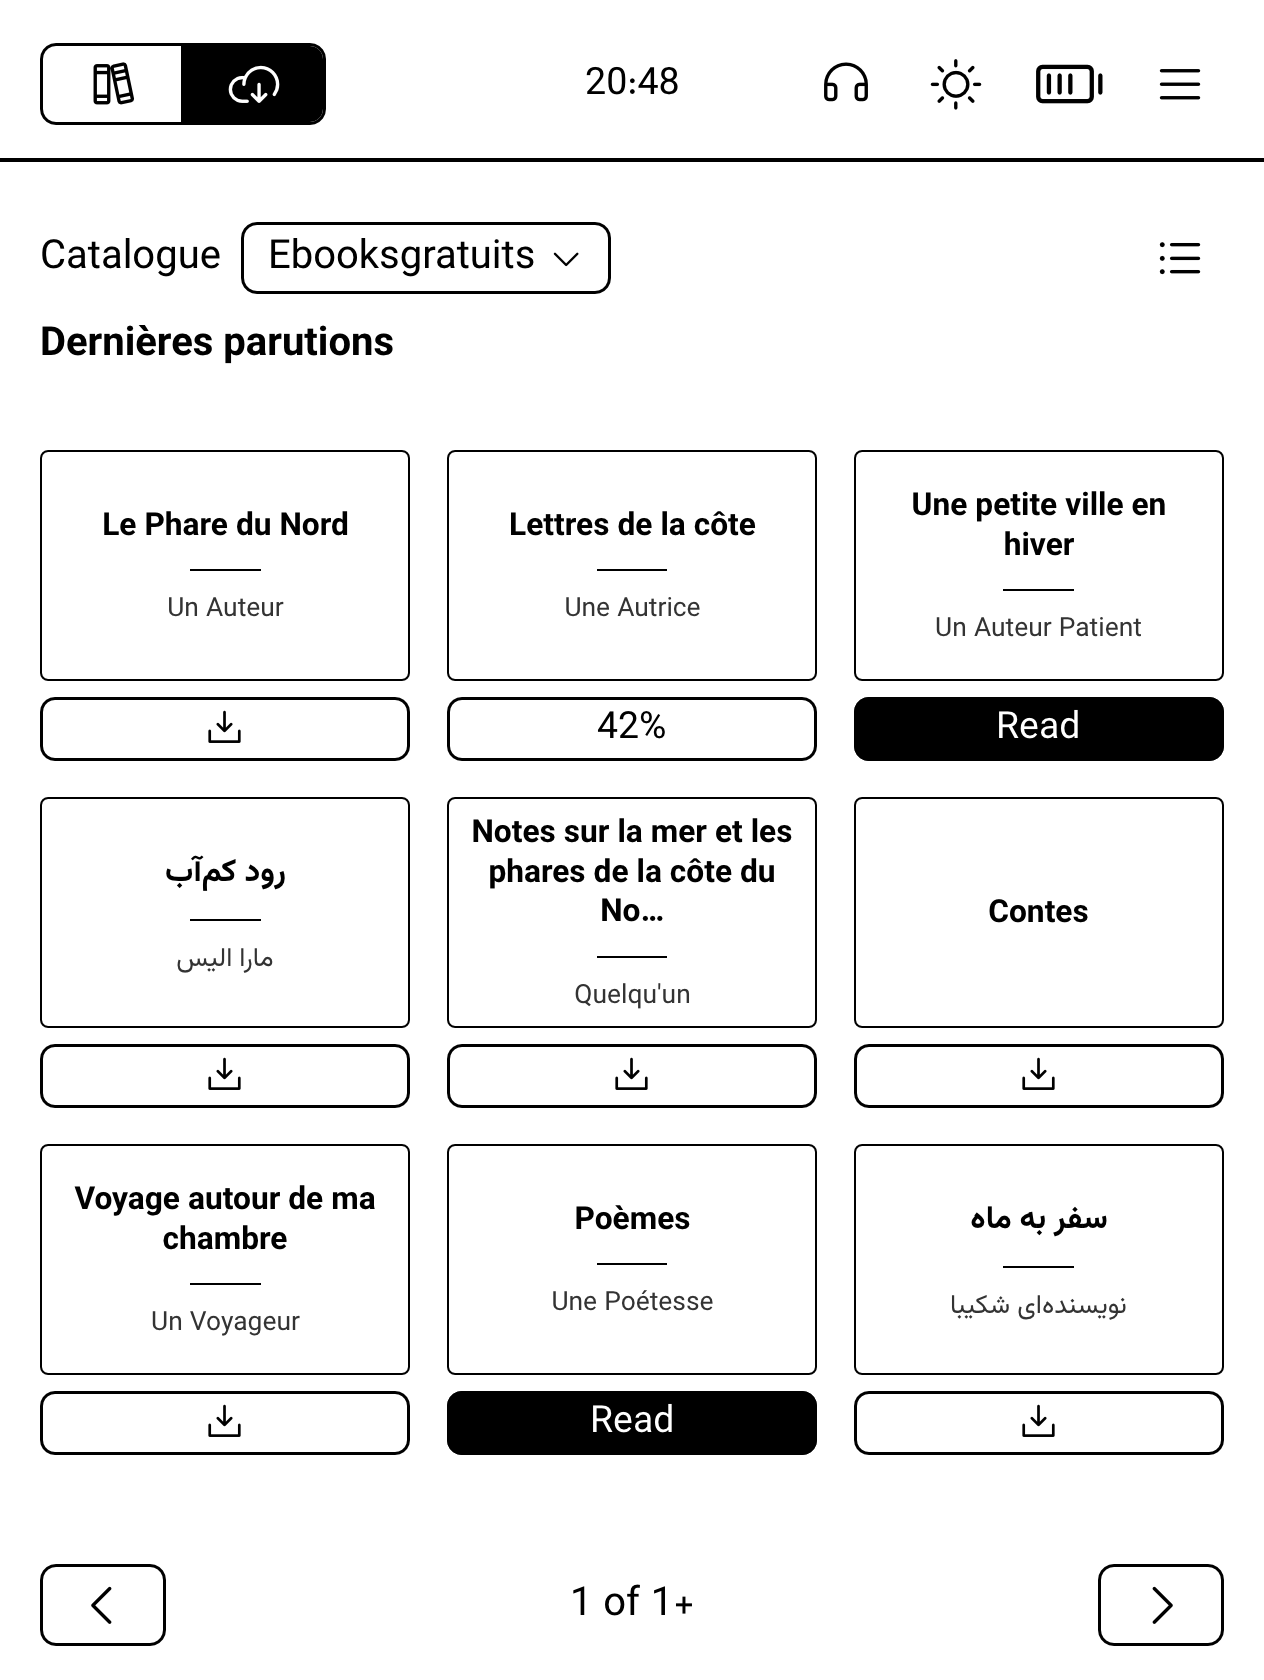 20:48
Catalogue
Ebooksgratuits
Dernières parutions
Le Phare du Nord
Un Auteur
Lettres de la côte
Une Autrice
Une petite ville en
hiver
Un Auteur Patient
42%
Read
رود کم‌آب
مارا الیس
Notes sur la mer et les
phares de la côte du
No…
Quelqu'un
Contes
Voyage autour de ma
chambre
Un Voyageur
Poèmes
Une Poétesse
سفر به ماه
نویسنده‌ای شکیبا
Read
1 of 1+